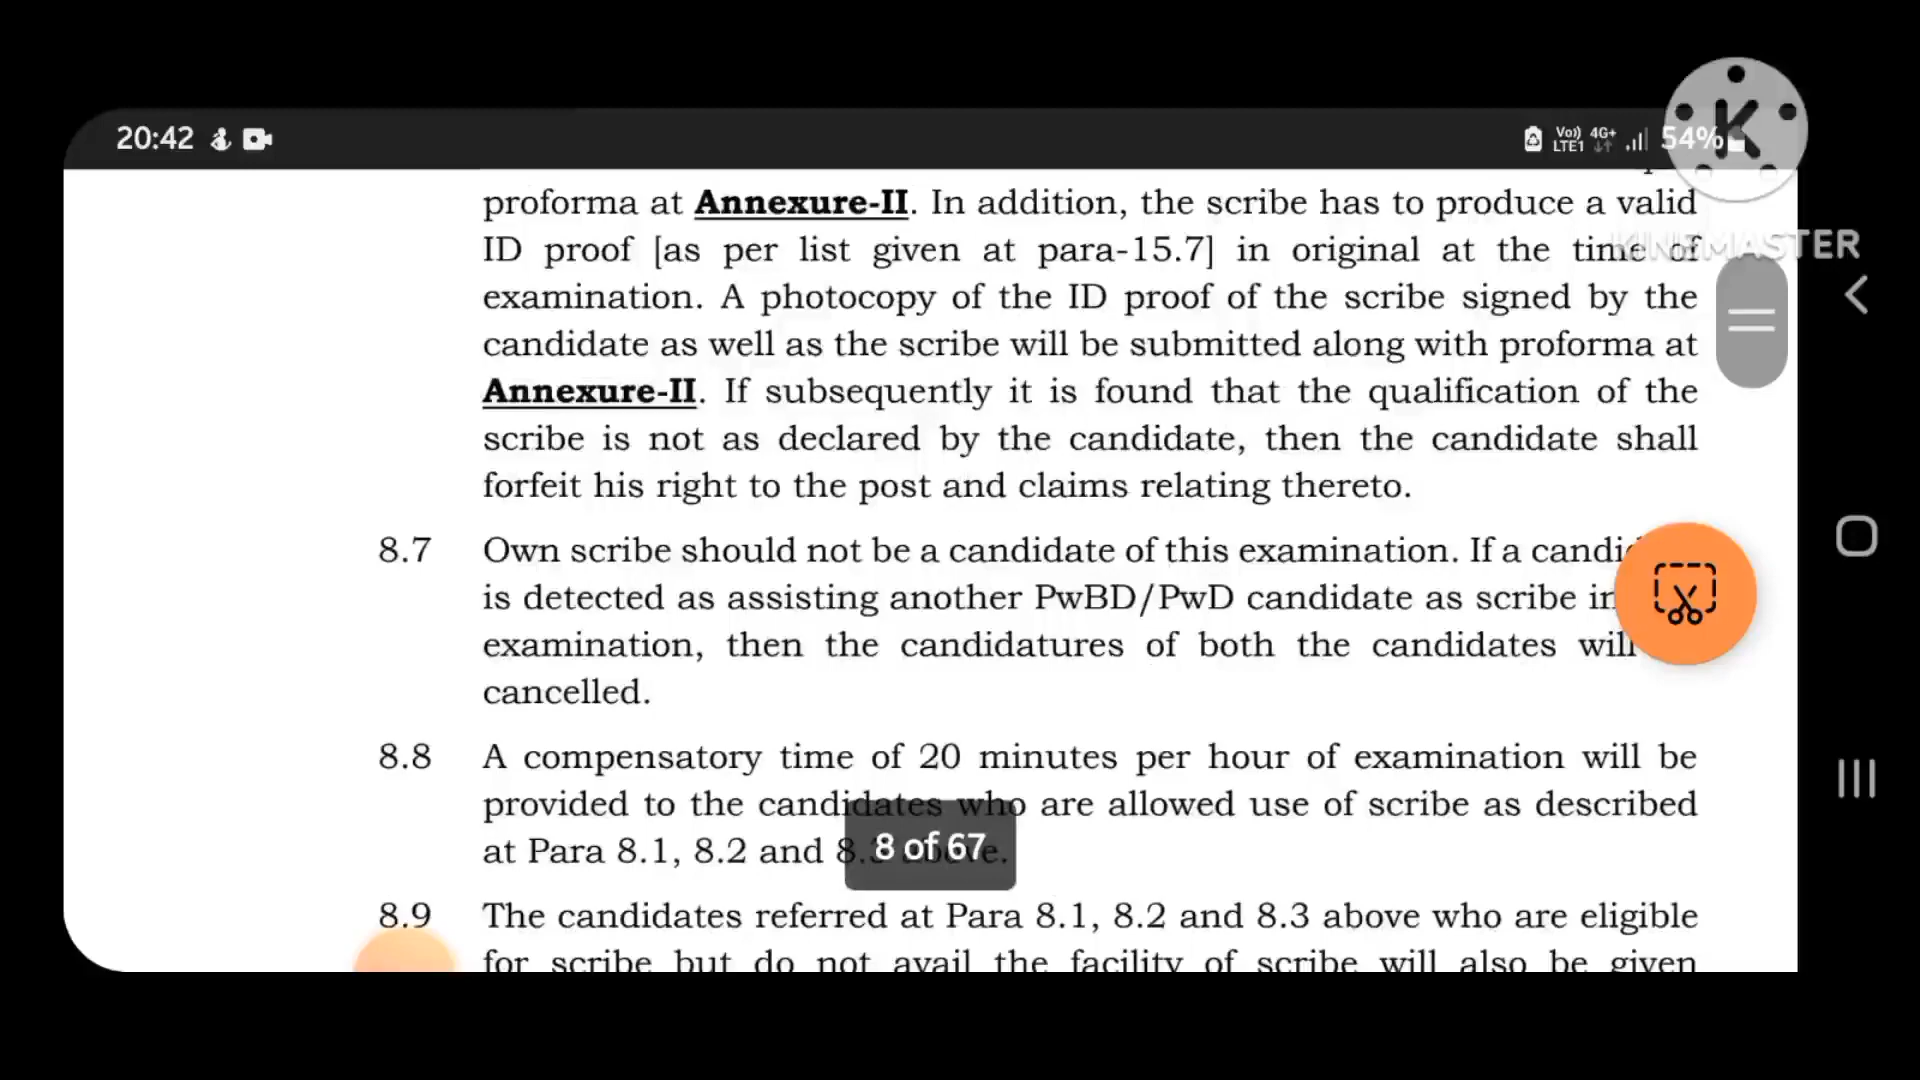 20:42
Vo)) 4G+
LTE1
54%
K
KINEMASTER
proforma at Annexure-II. In addition, the scribe has to produce a valid
ID proof [as per list given at para-15.7] in original at the time of
examination. A photocopy of the ID proof of the scribe signed by the
candidate as well as the scribe will be submitted along with proforma at
Annexure-II. If subsequently it is found that the qualification of the
scribe is not as declared by the candidate, then the candidate shall
forfeit his right to the post and claims relating thereto.
8.7 Own scribe should not be a candidate of this examination. If a
is detected as assisting another PwBD/PwD candidate as scribe in
examination, then the candidatures of both the candidates will
cancelled.
8.8 A compensatory time of 20 minutes per hour of examination will be
provided to the candidates who are allowed use of scribe as described
at Para 8.1, 8.2 and 8.3 above.
8 of 67
8.9 The candidates referred at Para 8.1, 8.2 and 8.3 above who are eligible
for scribe but do not avail the facility of scribe will also be given